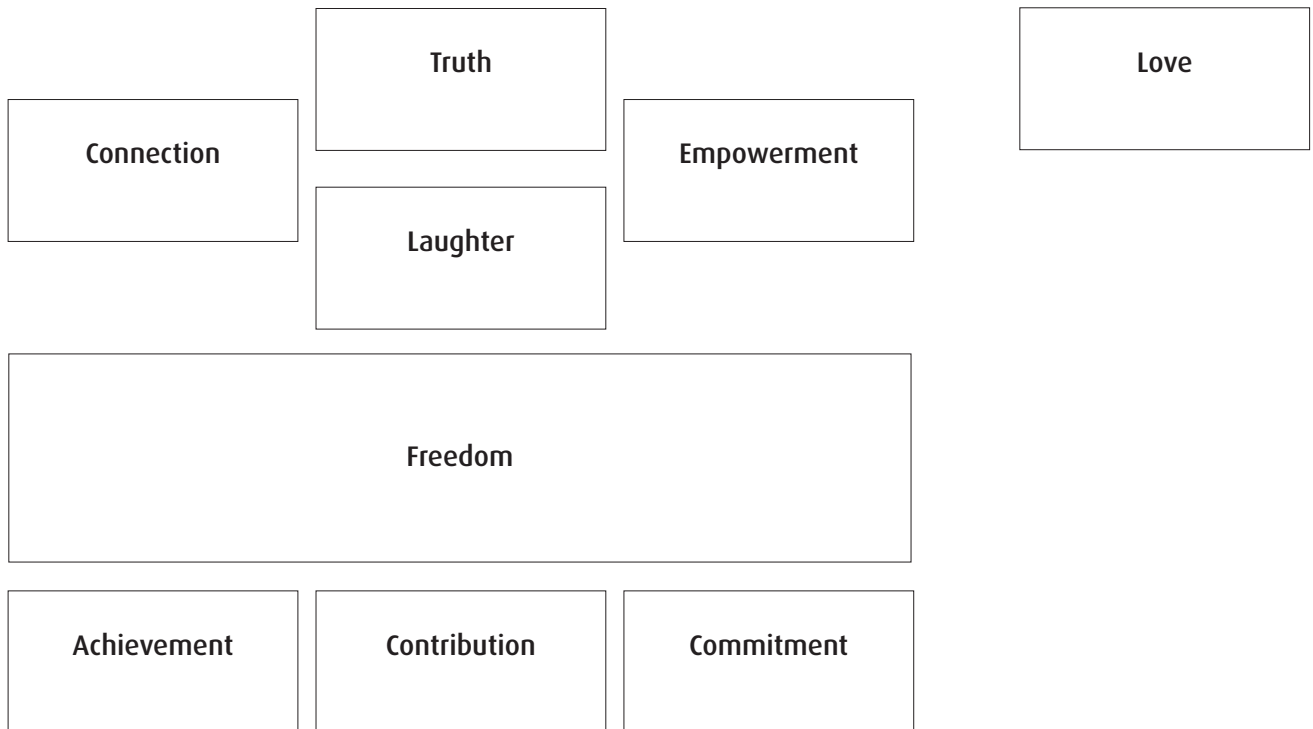 Truth
Love
Connection
Empowerment
Laughter
Freedom
Achievement
Contribution
Commitment